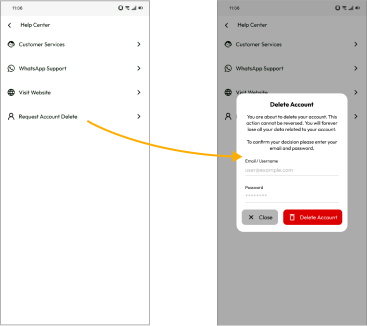 11:08
Help Center
Customer Services
WhatsApp Support
Visit Website
Request Account Delete
11:08
Help Center
Customer Services
WhatsApp Support
Visit Website
Delete Account
You are about to delete your account. This
action cannot be reversed. You will forever
lose all your data related to your account.
To confirm your decision please enter your
email and password.
Email/ Username
user@example.com
Password
********
Close
Delete Account